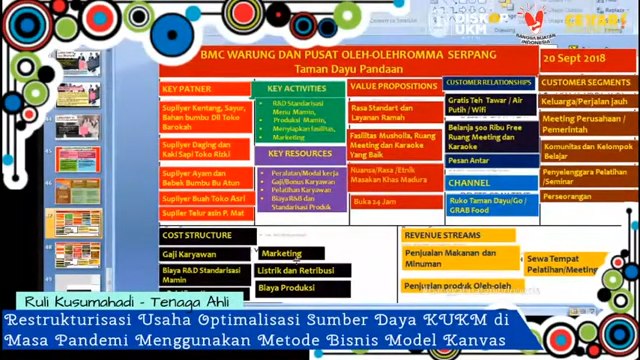 BMC WARUNG DAN PUSAT OLEH-OLEHROMMA SERPANG
Taman Dayu Pandaan
20 Sept 2018
KEY PATNER
Supliyer Kentang, Sayur,
Bahan bumbu Dll Toko
Barokah
Supliyer Daging dan
Kaki Sapi Toko Rizki
Supliyer Ayam dan
Bebek Bumbu Bu Atun
Supliyer Buah Toko Asri
Supllier Telur asin P. Mat
KEY ACTIVITIES
R&D Standarisasi
Menu Mamin,
Produksi Mamin,
Menyiapkan fasilitas,
Marketing
KEY RESOURCES
Peralatan/Modal kerja
Gaji/Bonus Karyawan
Pelatihan Karyawan
Biaya R&D dan
Standarisasi Produk
VALUE PROPOSITIONS
Rasa Standart dan
Layanan Ramah
Fasilitas Musholla, Ruang
Meeting dan Karaoke
Yang Baik
Nuansa/Rasa /Etnik
Masakan Khas Madura
Buka 24 Jam
CUSTOMER RELATIONSHIPS
Gratis Teh Tawar / Air
Putih / Wifi
Belanja 500 Ribu Free
Ruang Meeting dan
Karaoke
Pesan Antar
CHANNEL
Ruko Taman Dayu/Go /
GRAB Food
CUSTOMER SEGMENTS
Keluarga/Perjalan jauh
Meeting Perusahaan /
Pemerintah
Komunitas dan Kelompok
Belajar
Penyelenggara Pelatihan
/Seminar
Perseorangan
COST STRUCTURE
Gaji Karyawan
Biaya R&D Standarisasi
Mamin
Marketing
Listrik dan Retribusi
Biaya Produksi
REVENUE STREAMS
Penjualan Makanan dan
Minuman
Penjurian produk Oleh-oleh
Sewa Tempat
Pelatihan/Meeting
Ruli Kusumahadi - Tenaga Ahli
Restrukturisasi Usaha Optimalisasi Sumber Daya KUKM di
Masa Pandemi Menggunakan Metode Bisnis Model Kanvas